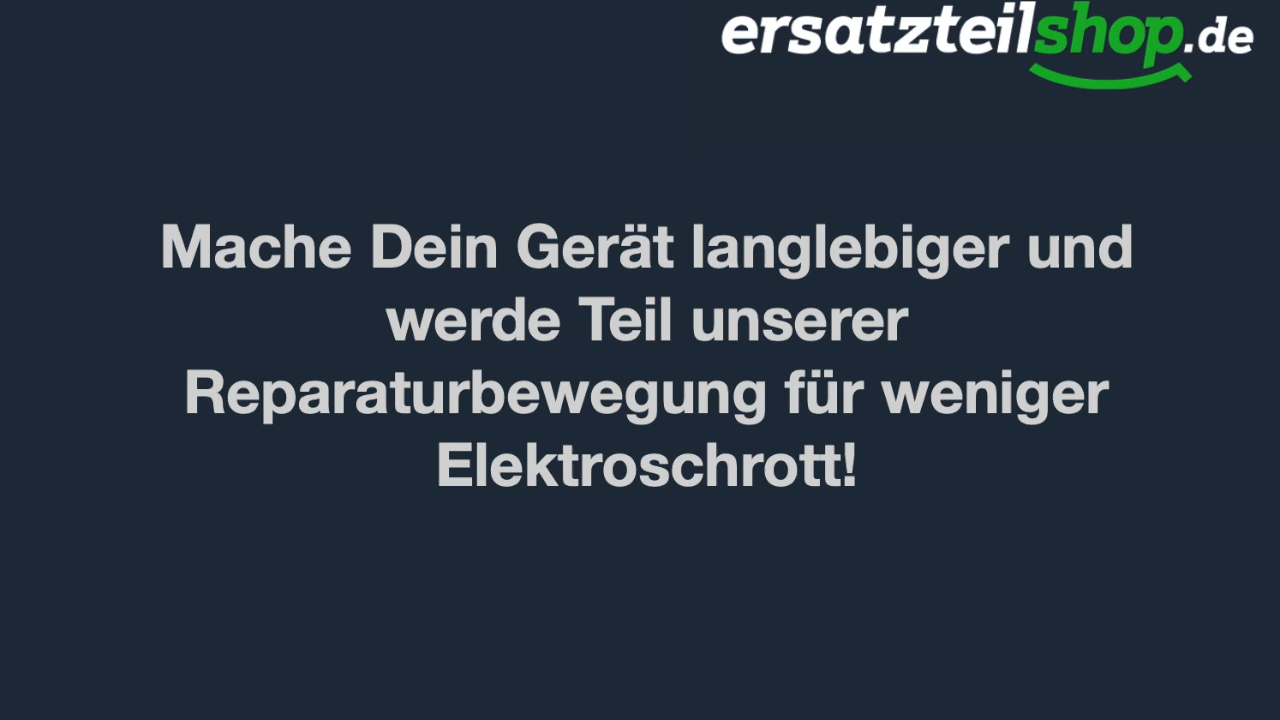 ersatzteilshop.de
Mache Dein Gerät langlebiger und
werde Teil unserer
Reparaturbewegung für weniger
Elektroschrott!